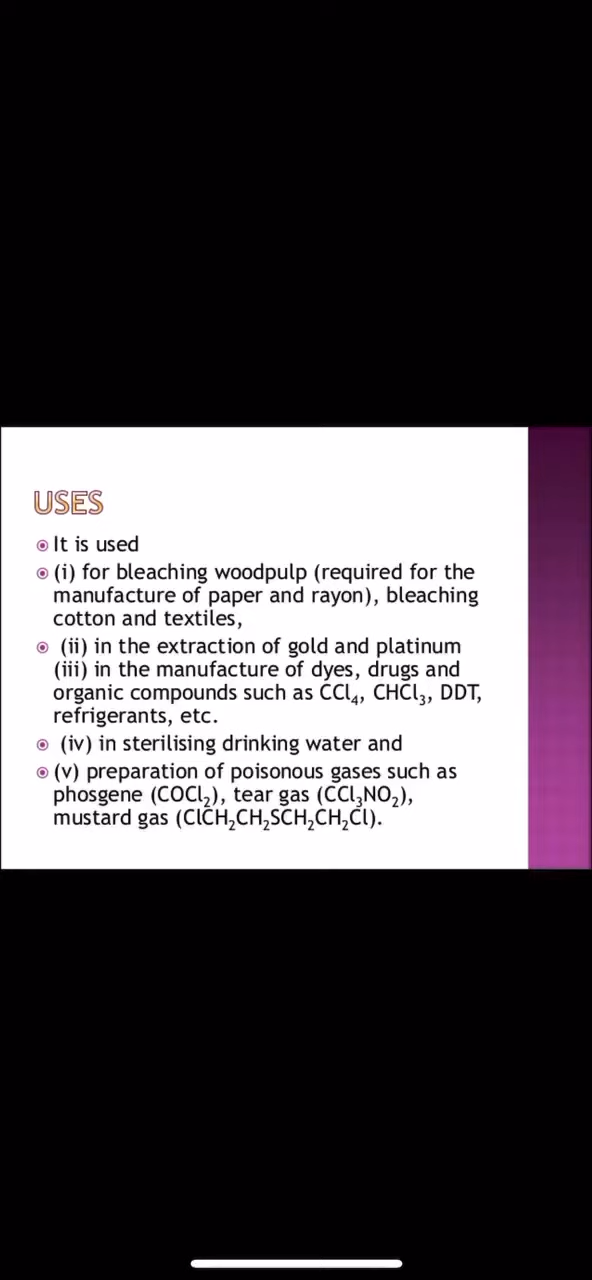 USES
It is used
(i) for bleaching woodpulp (required for the
manufacture of paper and rayon), bleaching
cotton and textiles,
(ii) in the extraction of gold and platinum
(iii) in the manufacture of dyes, drugs and
organic compounds such as CCl₄, CHCl₃, DDT,
refrigerants, etc.
(iv) in sterilising drinking water and
(v) preparation of poisonous gases such as
phosgene (COCl₂), tear gas (CCl₃NO₂),
mustard gas (ClCH₂CH₂SCH₂CH₂Cl).